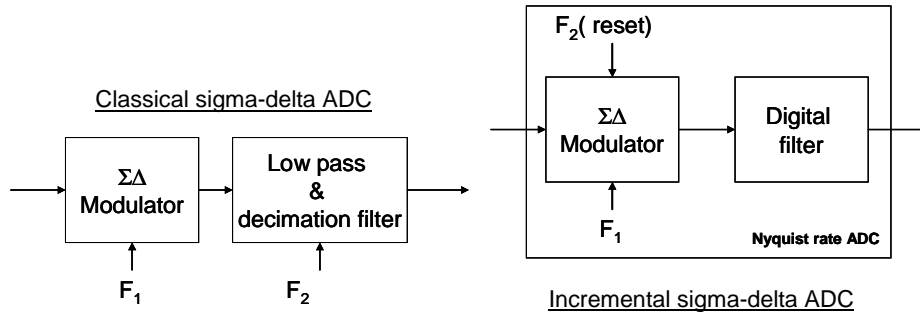 Classical sigma-delta ADC
ΣΔ
Modulator
Low pass
&
decimation filter
F₁
F₂
F₂( reset)
ΣΔ
Modulator
Digital
filter
F₁
Nyquist rate ADC
Incremental sigma-delta ADC